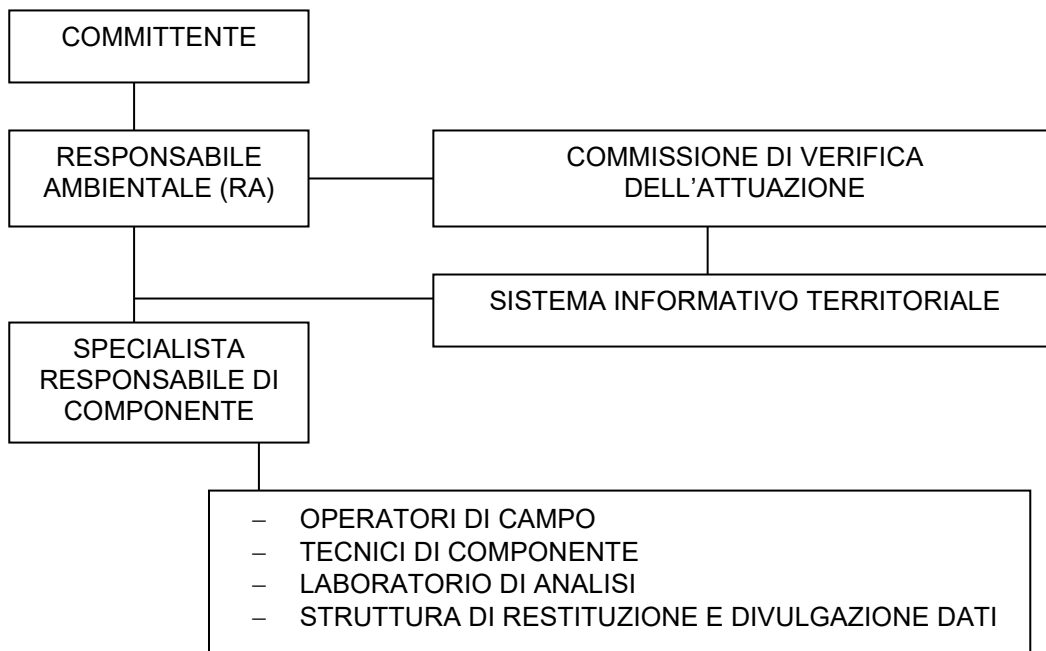 COMMITTENTE
RESPONSABILE
AMBIENTALE (RA)
COMMISSIONE DI VERIFICA
DELL’ATTUAZIONE
SISTEMA INFORMATIVO TERRITORIALE
SPECIALISTA
RESPONSABILE DI
COMPONENTE
– OPERATORI DI CAMPO
– TECNICI DI COMPONENTE
– LABORATORIO DI ANALISI
– STRUTTURA DI RESTITUZIONE E DIVULGAZIONE DATI